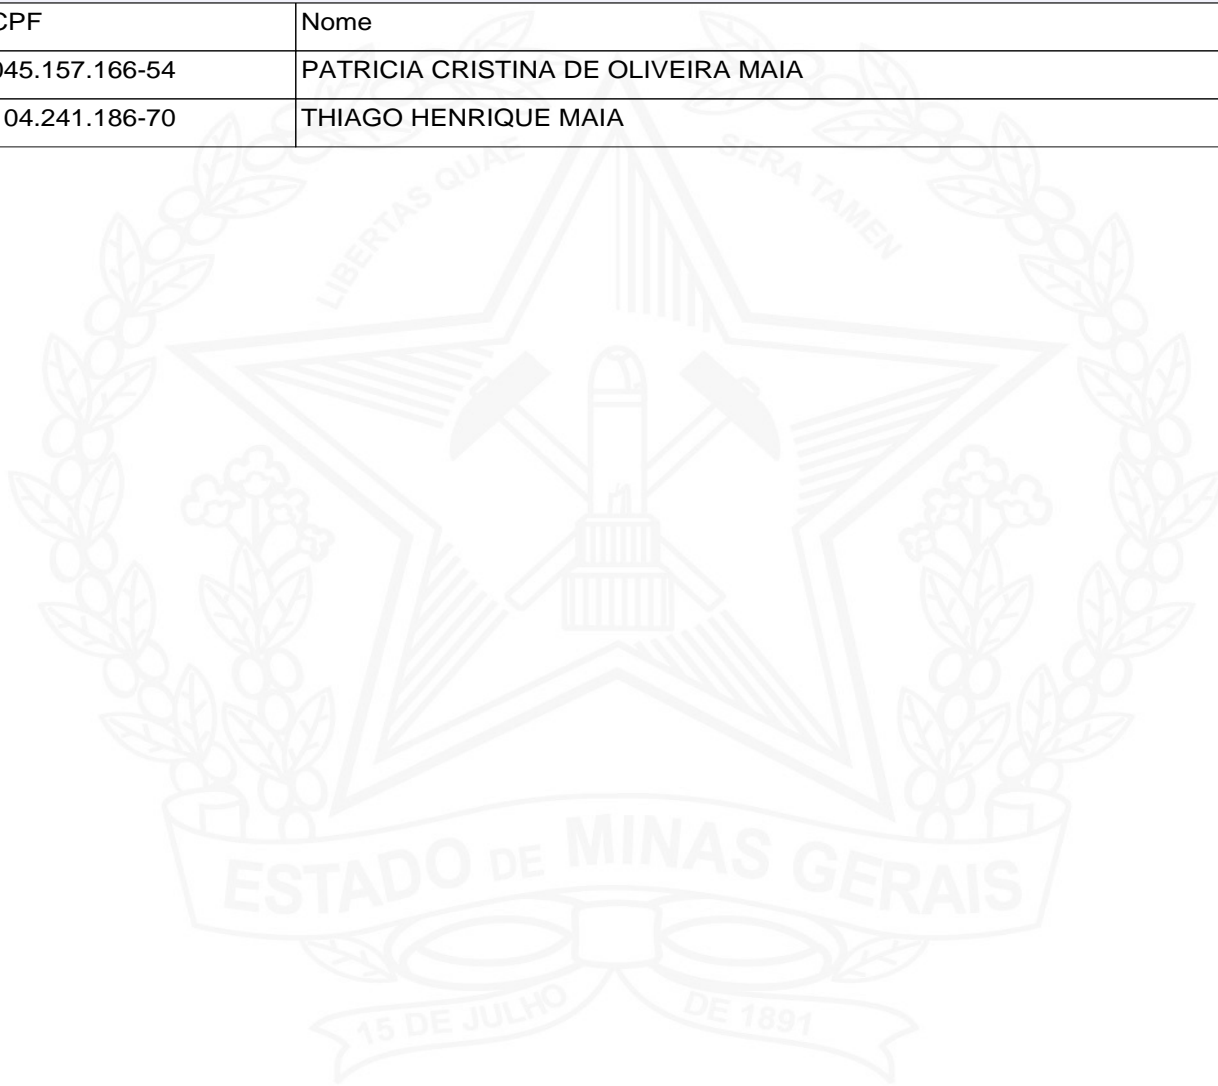 CPF Nome
045.157.166-54 PATRICIA CRISTINA DE OLIVEIRA MAIA
04.241.186-70 THIAGO HENRIQUE MAIA
LIBERTAS QUAE SERA TAMEN
ESTADO DE MINAS GERAIS
15 DE JULHO DE 1891